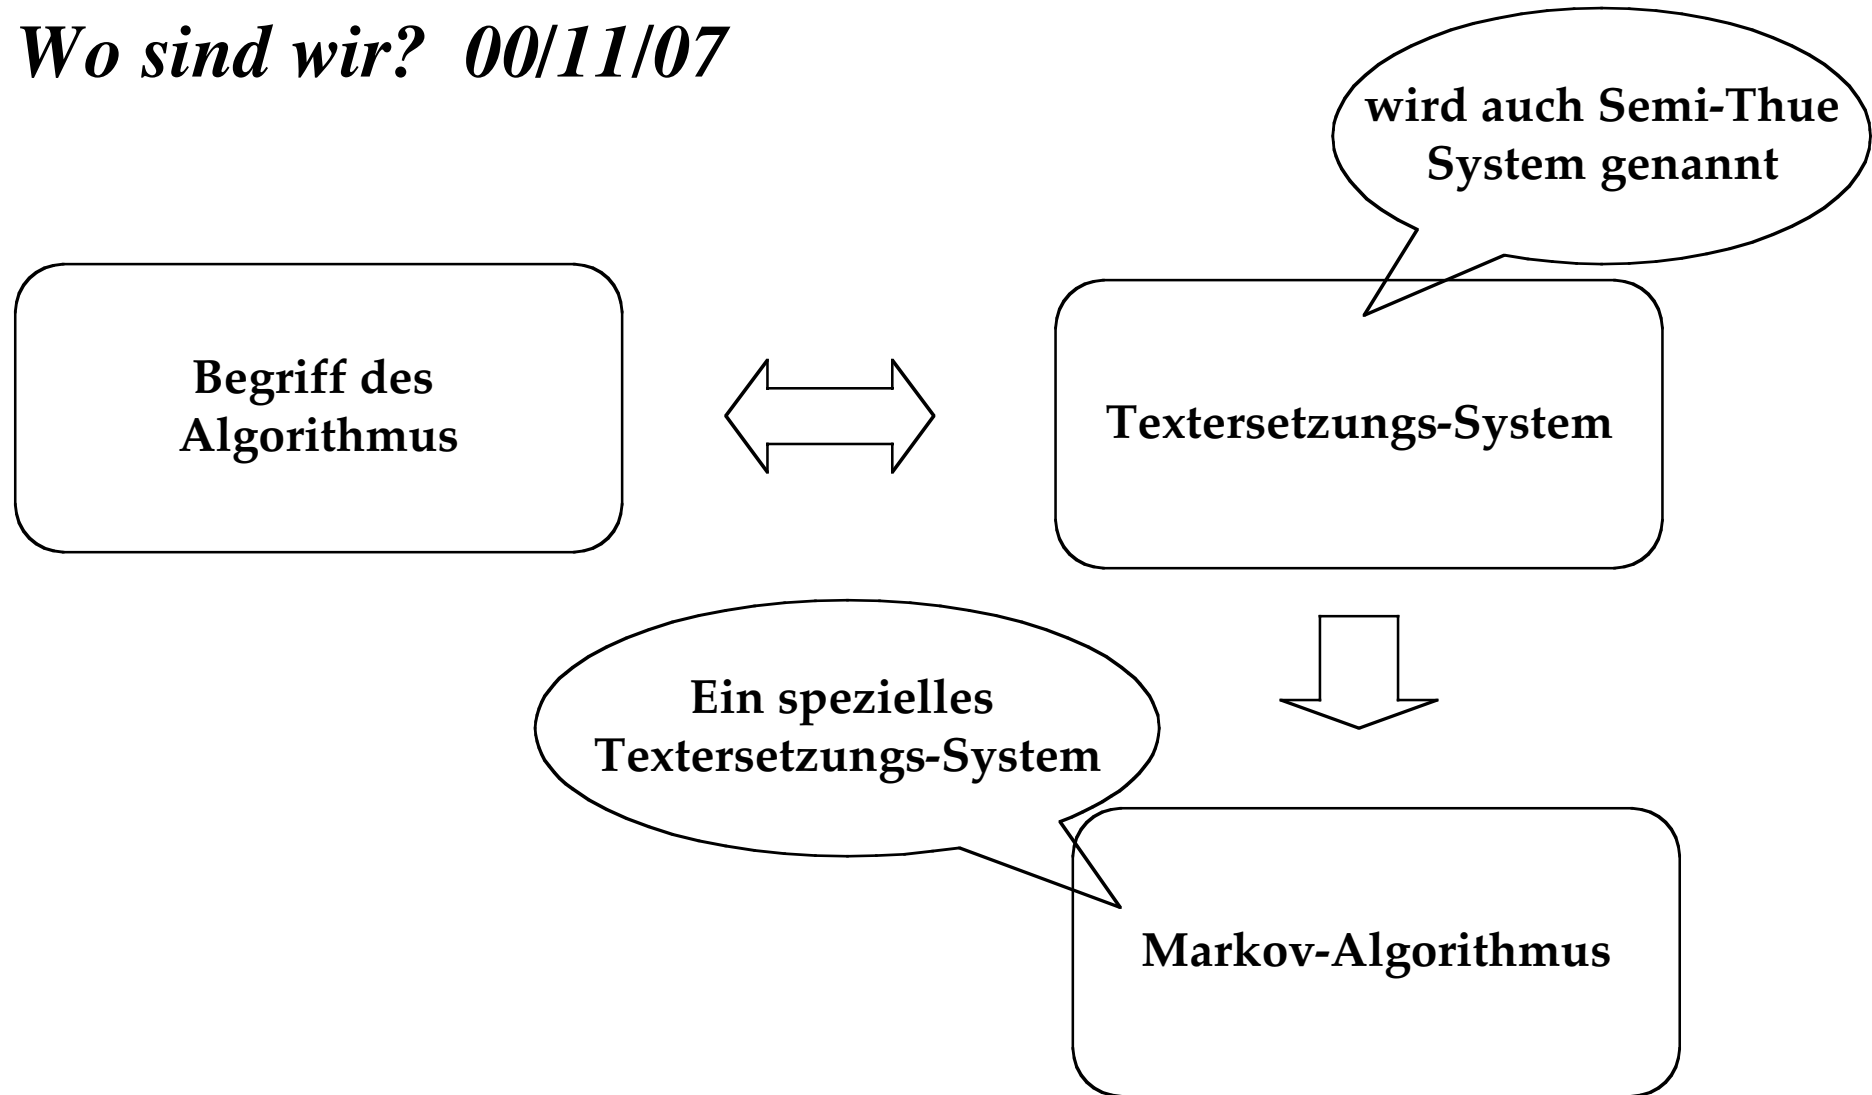 Wo sind wir? 00/11/07
wird auch Semi-Thue
System genannt
Begriff des
Algorithmus
Textersetzungs-System
Ein spezielles
Textersetzungs-System
Markov-Algorithmus